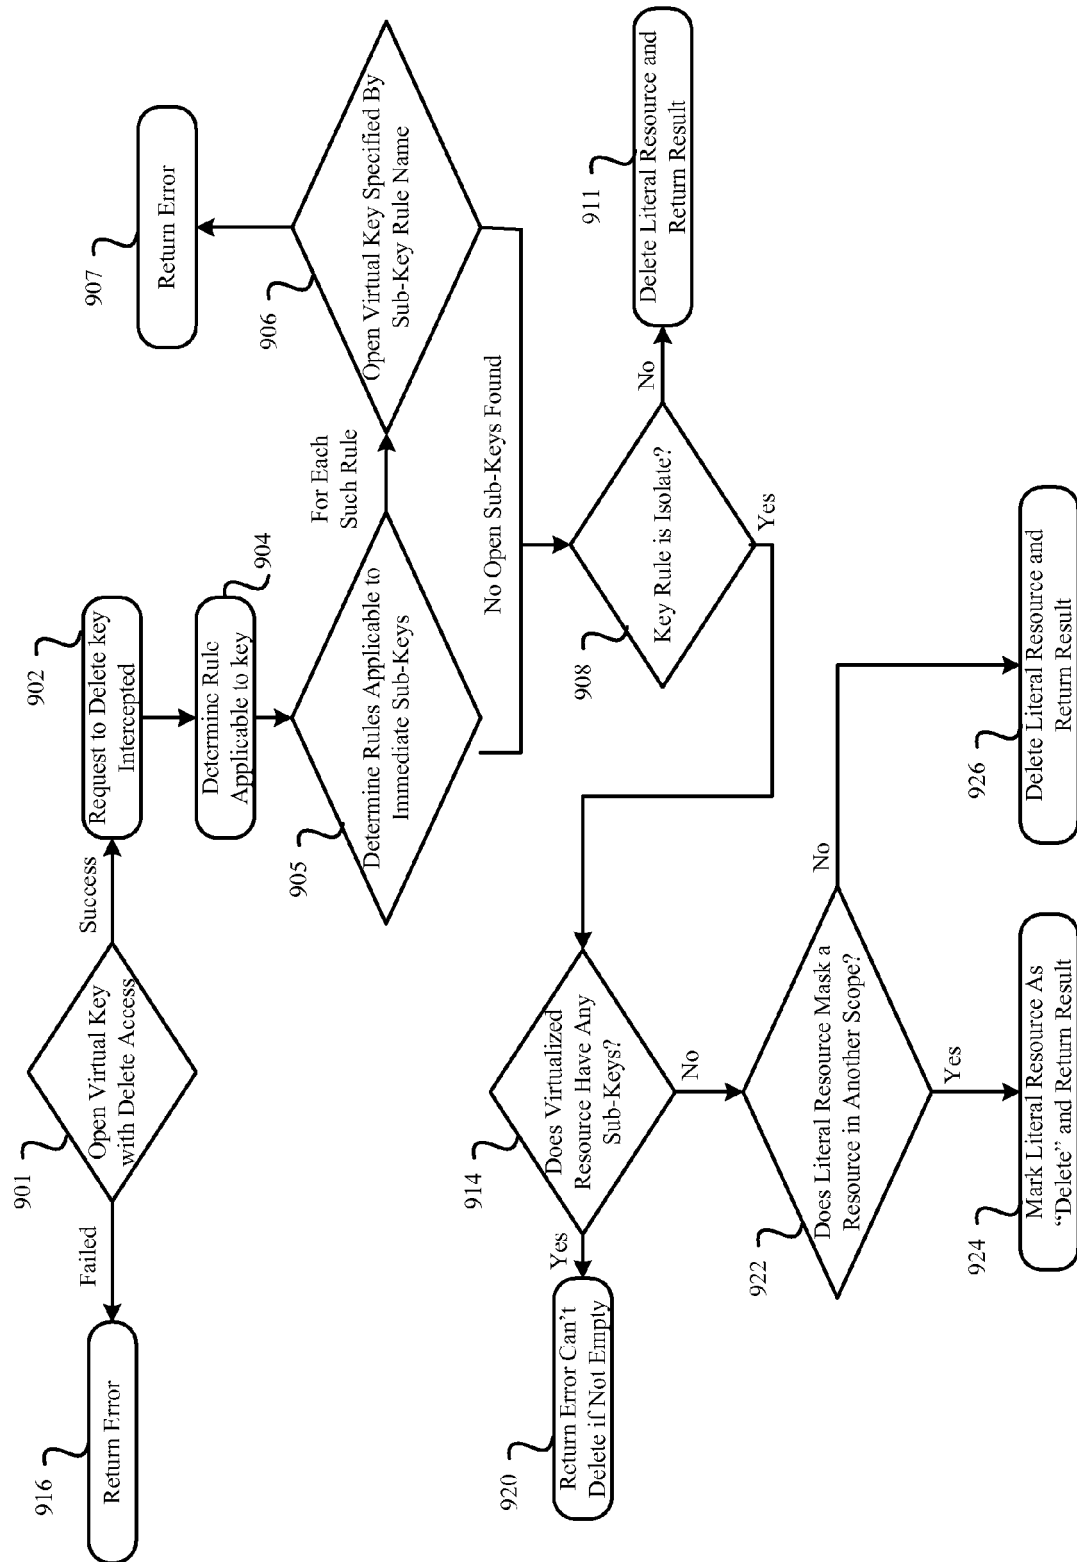 916
Return Error
Failed
901
Open Virtual Key
with Delete Access
Success
902
Request to Delete key
Intercepted
904
Determine Rule
Applicable to key
905
Determine Rules Applicable to
Immediate Sub-Keys
For Each
Such Rule
906
Open Virtual Key Specified By
Sub-Key Rule Name
907
Return Error
No Open Sub-Keys Found
908
Key Rule is Isolate?
No
911
Delete Literal Resource and
Return Result
Yes
914
Does Virtualized
Resource Have Any
Sub-Keys?
Yes
920
Return Error Can't
Delete if Not Empty
No
922
Does Literal Resource Mask a
Resource in Another Scope?
Yes
924
Mark Literal Resource As
“Delete” and Return Result
No
926
Delete Literal Resource and
Return Result